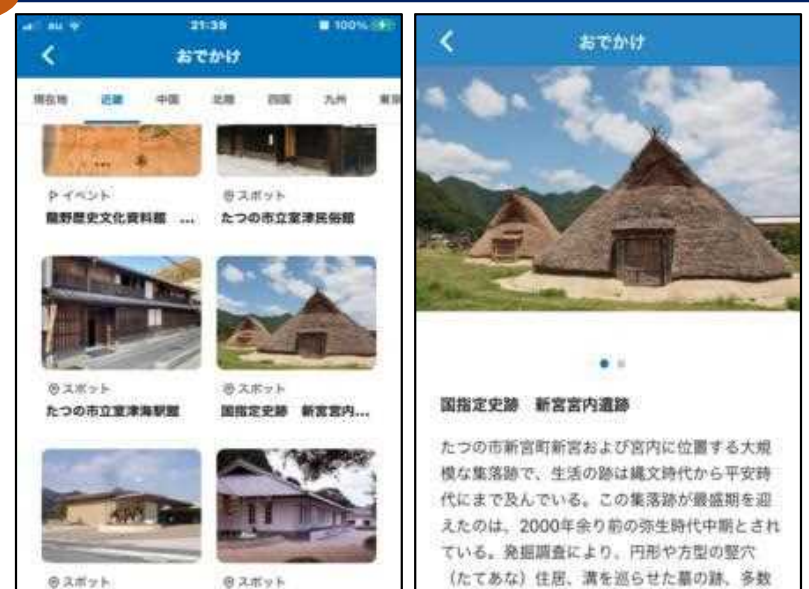 au 21:39 100%
おでかけ
現在地 近畿 中国 北陸 四国 九州 東京
イベント
龍野歴史文化資料館 ...
スポット
たつの市立室津民俗館
スポット
たつの市立室津海駅館
スポット
国指定史跡 新宮宮内...
スポット
スポット
おでかけ
国指定史跡 新宮宮内遺跡
たつの市新宮町新宮および宮内に位置する大規
模な集落跡で、生活の跡は縄文時代から平安時
代にまで及んでいる。この集落跡が最盛期を迎
えたのは、2000年余り前の弥生時代中期とされ
ている。発掘調査により、円形や方型の竪穴
（たてあな）住居、溝を巡らせた墓の跡、多数